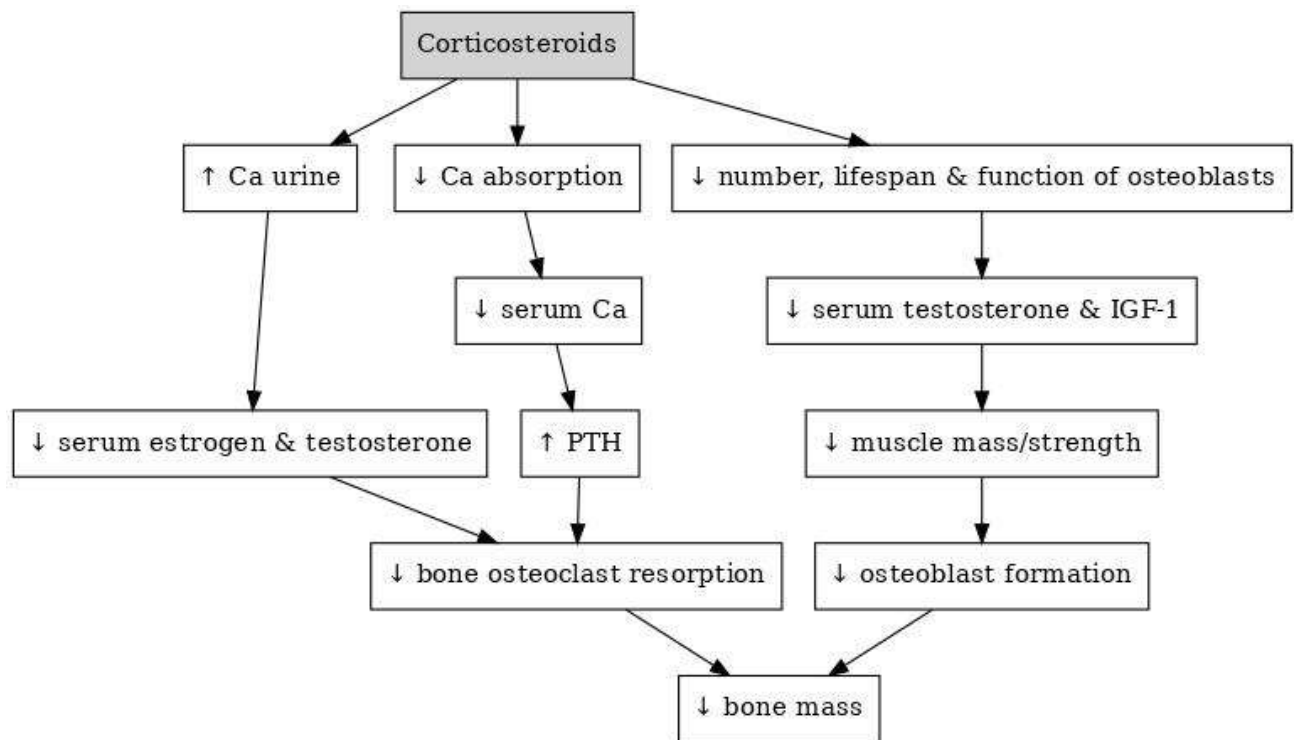 Corticosteroids
↑ Ca urine
↓ Ca absorption
↓ number, lifespan & function of osteoblasts
↓ serum Ca
↓ serum testosterone & IGF-1
↓ serum estrogen & testosterone
↑ PTH
↓ muscle mass/strength
↓ bone osteoclast resorption
↓ osteoblast formation
↓ bone mass